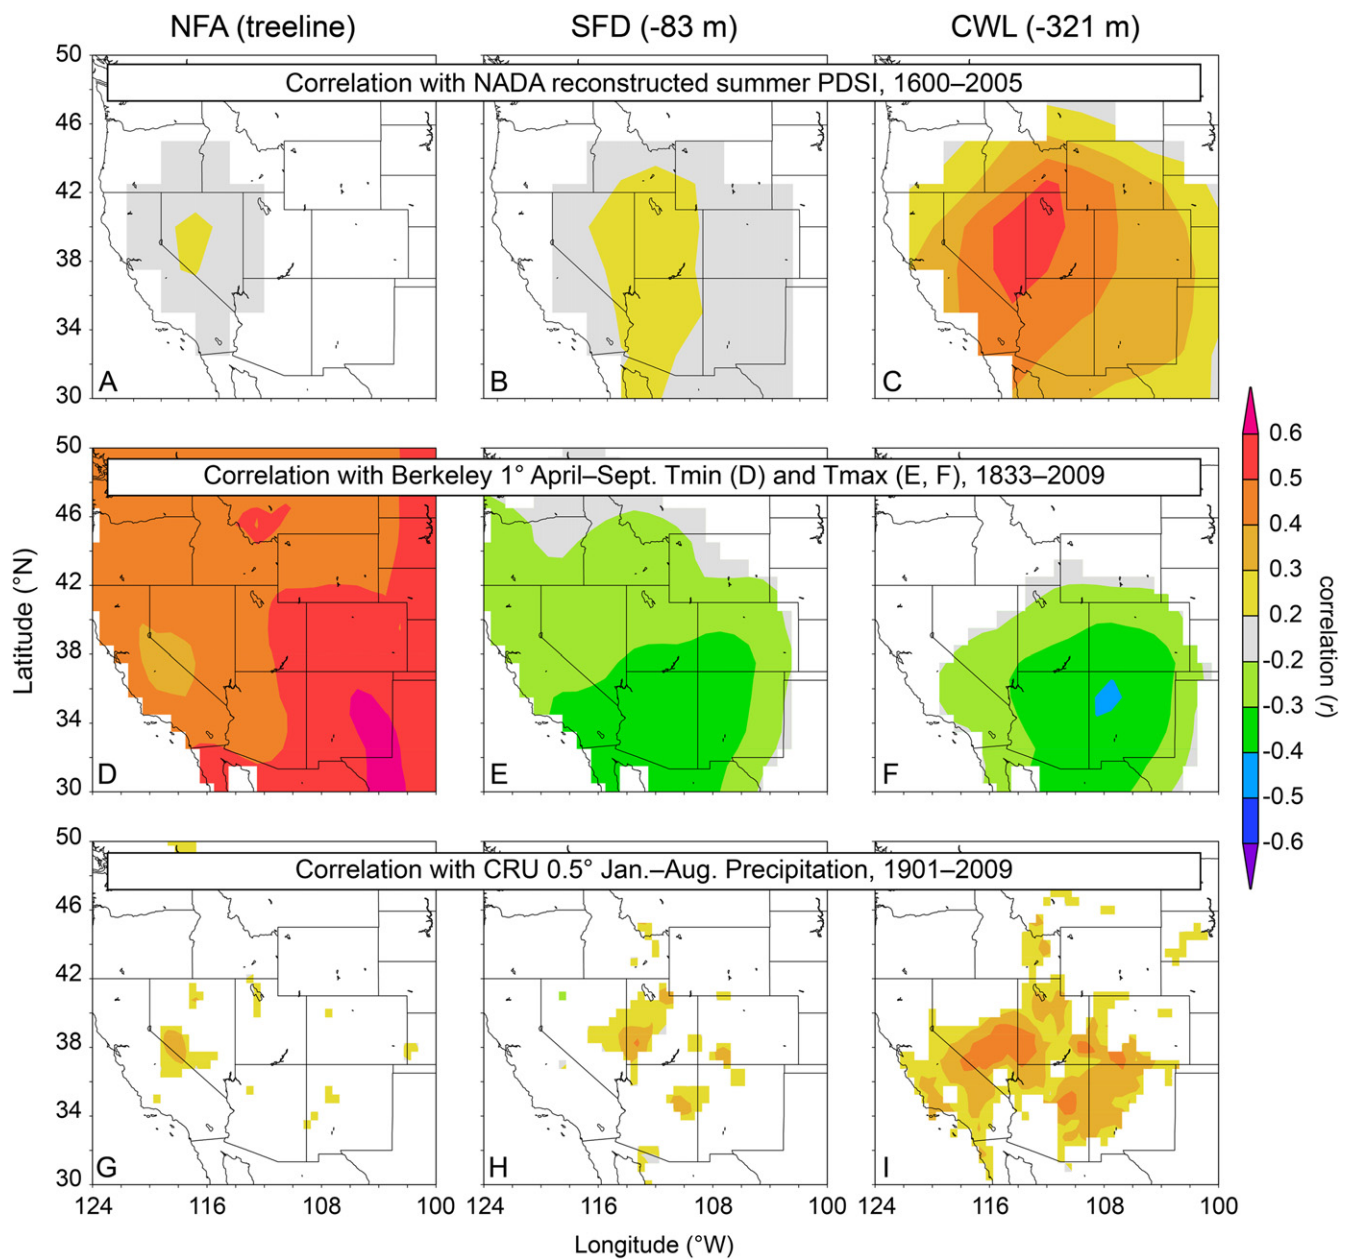 NFA (treeline) SFD (-83 m) CWL (-321 m)
50
Correlation with NADA reconstructed summer PDSI, 1600–2005
46
42
38
34
30
A B C
50
Correlation with Berkeley 1° April–Sept. Tmin (D) and Tmax (E, F), 1833–2009
46
42
38
34
30
D E F
Latitude (°N)
0.6
0.5
0.4
0.3
0.2
-0.2
-0.3
-0.4
-0.5
-0.6
correlation (r)
50
Correlation with CRU 0.5° Jan.–Aug. Precipitation, 1901–2009
46
42
38
34
30
G H I
124 116 108 100 124 116 108 100 124 116 108 100
Longitude (°W)